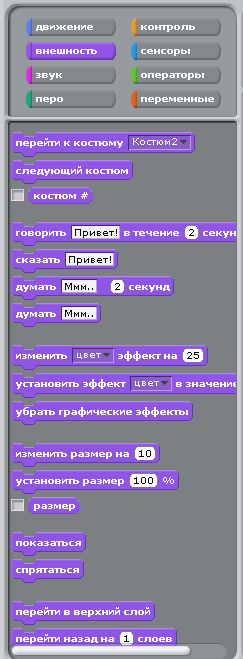 движение контроль
внешность сенсоры
звук операторы
перо переменные
перейти к костюму Костюм2
следующий костюм
костюм #
говорить Привет! в течение 2 секун
сказать Привет!
думать Ммм.. 2 секунд
думать Ммм..
изменить цвет эффект на 25
установить эффект цвет в значение
убрать графические эффекты
изменить размер на 10
установить размер 100 %
размер
показаться
спрятаться
перейти в верхний слой
перейти назад на 1 слоев